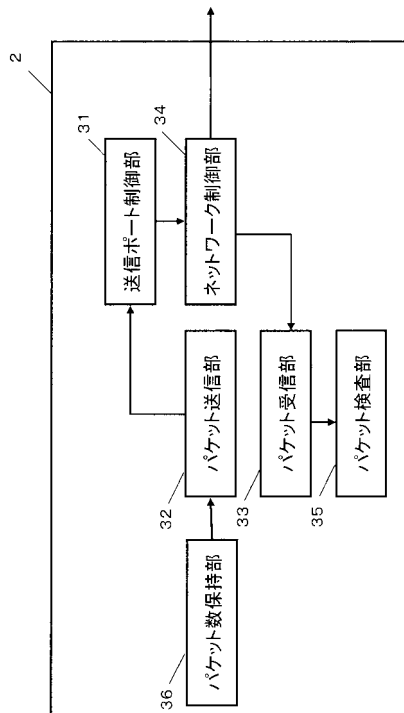 2
31
送信ポート制御部
34
ネットワーク制御部
32
パケット送信部
33
パケット受信部
35
パケット検査部
36
パケット数保持部